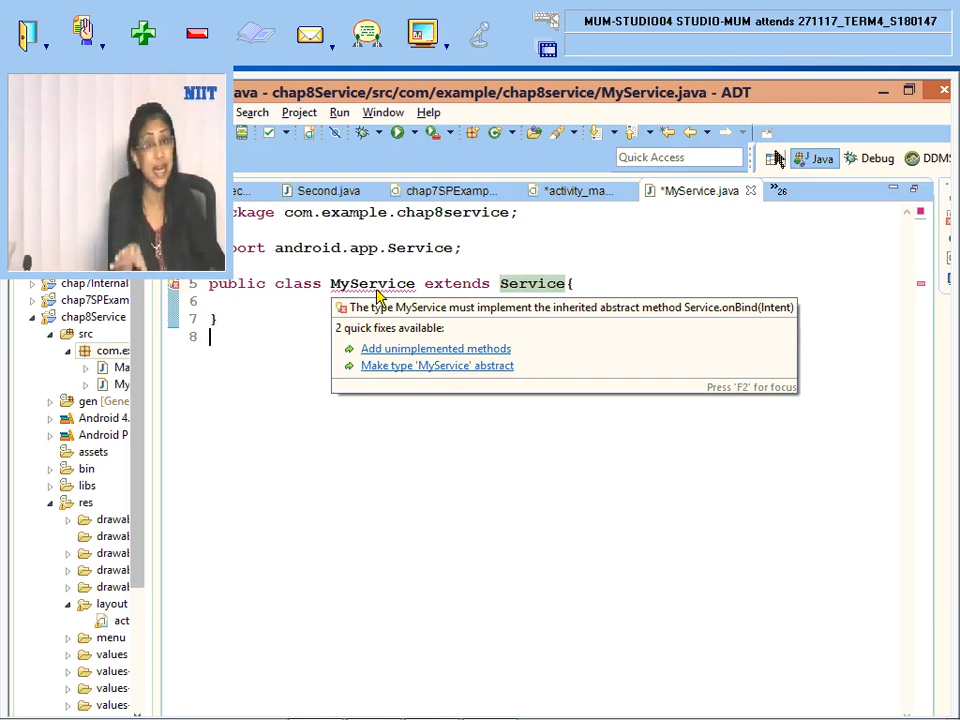 MUM-STUDIO04 STUDIO-MUM attends 271117_TERM4_S180147
NIIT
ava - chap8Service/src/com/example/chap8service/MyService.java - ADT
Search Project Run Window Help
Quick Access
Java
Debug
DDMS
ec...
Second.java
chap7SPExamp...
*activity_ma...
*MyService.java
»26
ckage com.example.chap8service;
port android.app.Service;
5 public class MyService extends Service{
6
7 }
8
The type MyService must implement the inherited abstract method Service.onBind(Intent)
2 quick fixes available:
Add unimplemented methods
Make type 'MyService' abstract
Press 'F2' for focus
chap7Internal
chap7SPExam
chap8Service
src
com.e
Ma
My
gen [Gene
Android 4.
Android P
assets
bin
libs
res
drawab
drawab
drawab
drawab
drawab
layout
act
menu
values
values-
values-
values-